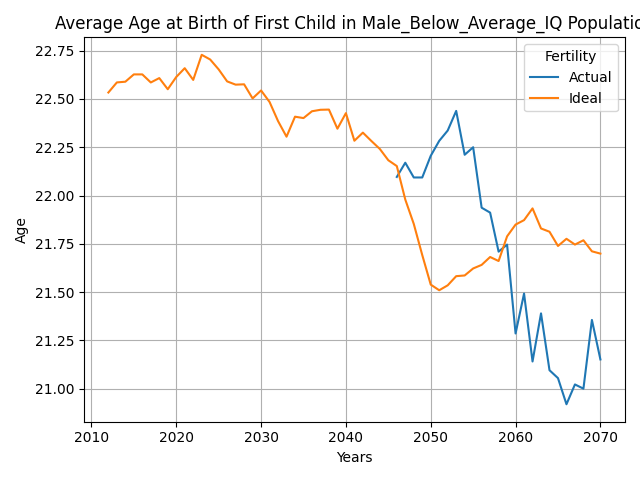 Average Age at Birth of First Child in Male_Below_Average_IQ Populatio
Fertility
Actual
Ideal
22.75
22.50
22.25
22.00
21.75
21.50
21.25
21.00
Age
2010 2020 2030 2040 2050 2060 2070
Years